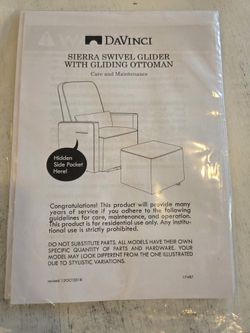 DAVINCI
SIERRA SWIVEL GLIDER
WITH GLIDING OTTOMAN
Care and Maintenance
Hidden
Side Pocket
Here!
Congratulations! This product will provide many
years of service if you adhere to the following
guidelines for care, maintenance, and operation.
This product is for residential use only. Any insti-
tutional use is strictly prohibited.
DO NOT SUBSTITUTE PARTS. ALL MODELS HAVE THEIR OWN
SPECIFIC QUANTITY OF PARTS AND HARDWARE. YOUR
MODEL MAY LOOK DIFFERENT FROM THE ONE ILLUSTRATED
DUE TO STYLISTIC VARIATIONS.